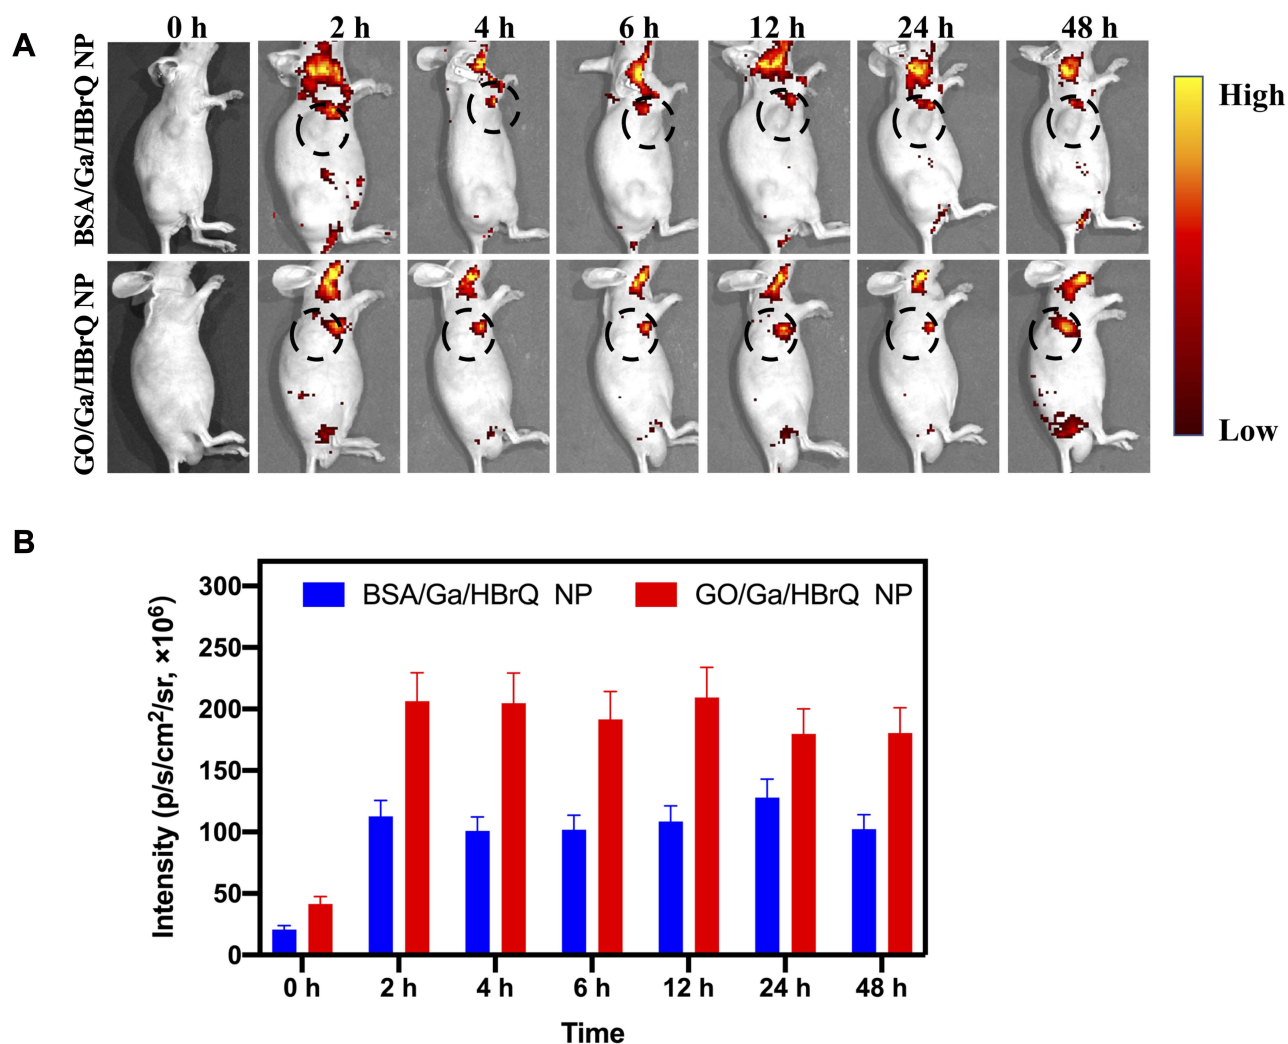 A
0 h 2 h 4 h 6 h 12 h 24 h 48 h
BSA/Ga/HBrQ NP
GO/Ga/HBrQ NP
High
Low
B
BSA/Ga/HBrQ NP GO/Ga/HBrQ NP
Intensity (p/s/cm²/sr, ×10⁶)
300
250
200
150
100
50
0
0 h 2 h 4 h 6 h 12 h 24 h 48 h
Time